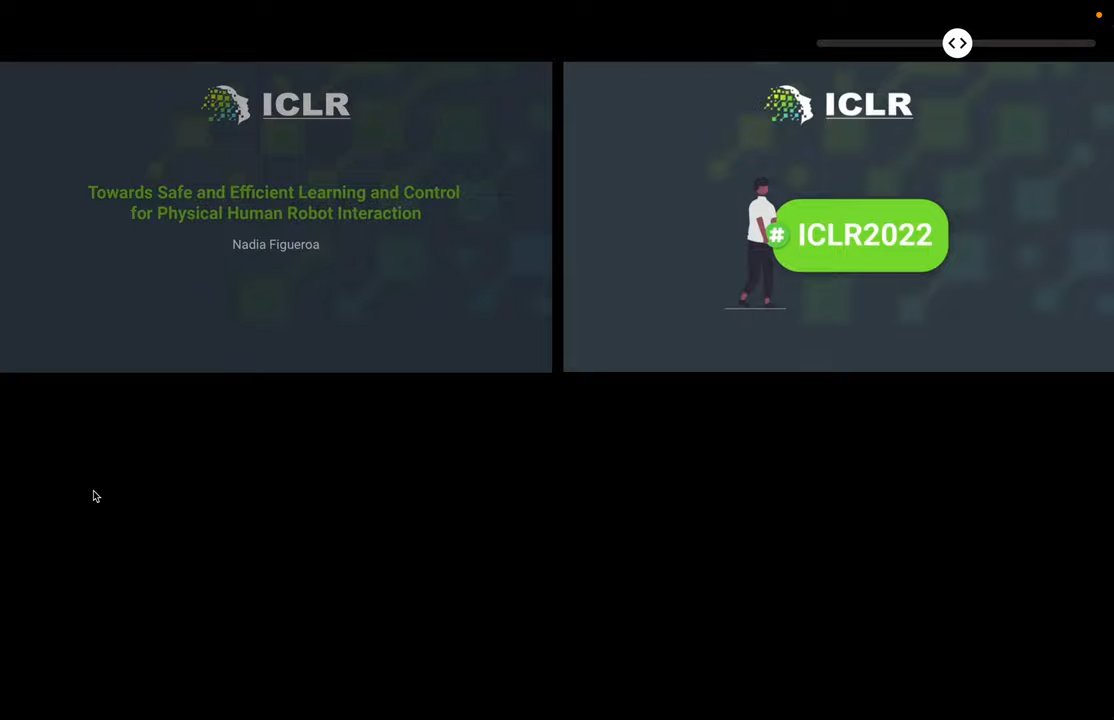 ICLR
Towards Safe and Efficient Learning and Control
for Physical Human Robot Interaction
Nadia Figueroa
ICLR
# ICLR2022